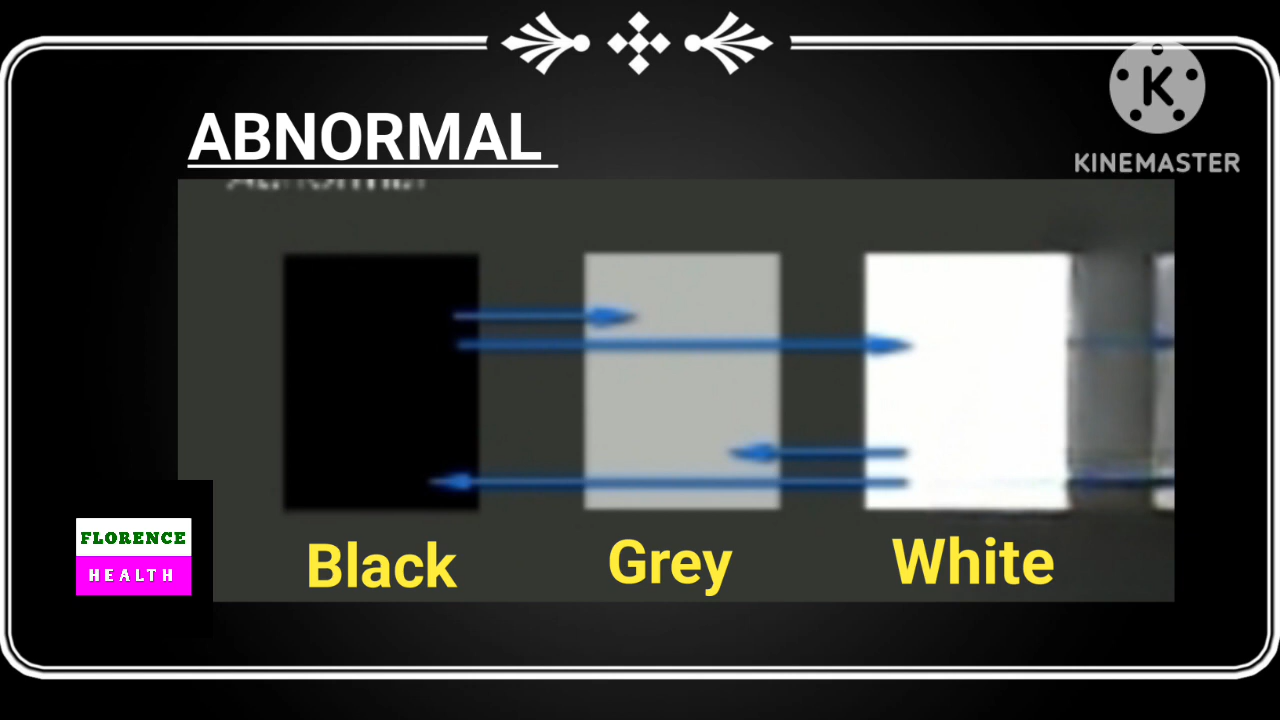 ABNORMAL
K
KINEMASTER
FLORENCE
HEALTH
Black
Grey
White